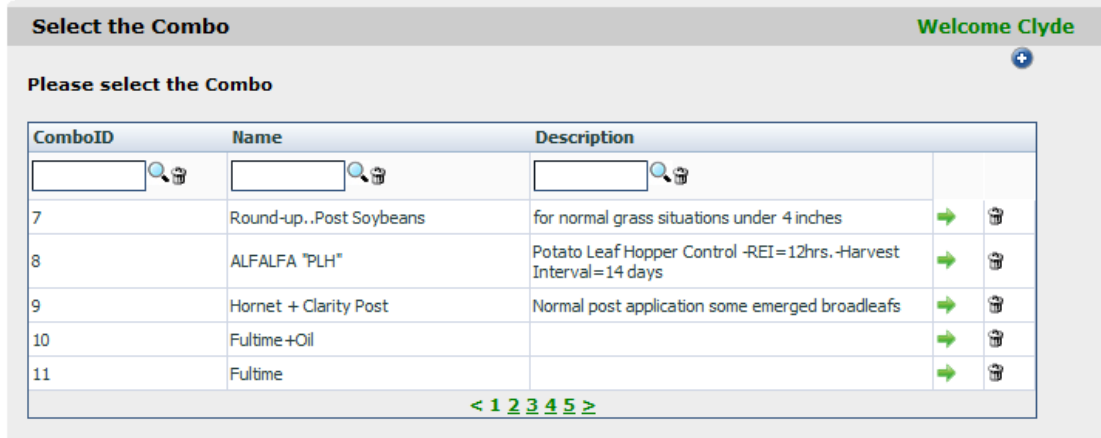 Select the Combo Welcome Clyde
Please select the Combo
ComboID Name Description
7 Round-up..Post Soybeans for normal grass situations under 4 inches
8 ALFALFA "PLH" Potato Leaf Hopper Control -REI=12hrs.-Harvest
Interval=14 days
9 Hornet + Clarity Post Normal post application some emerged broadleafs
10 Fultime+Oil
11 Fultime
< 1 2 3 4 5 >